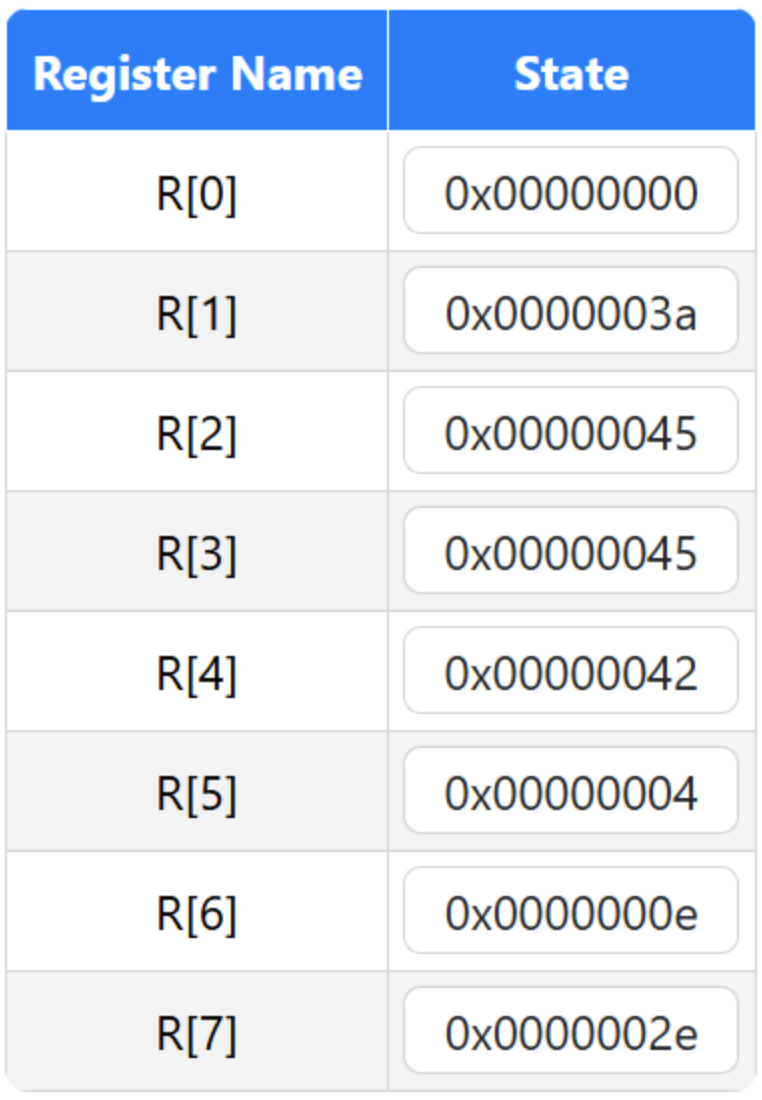 Register Name State
R[0] 0x00000000
R[1] 0x0000003a
R[2] 0x00000045
R[3] 0x00000045
R[4] 0x00000042
R[5] 0x00000004
R[6] 0x0000000e
R[7] 0x0000002e